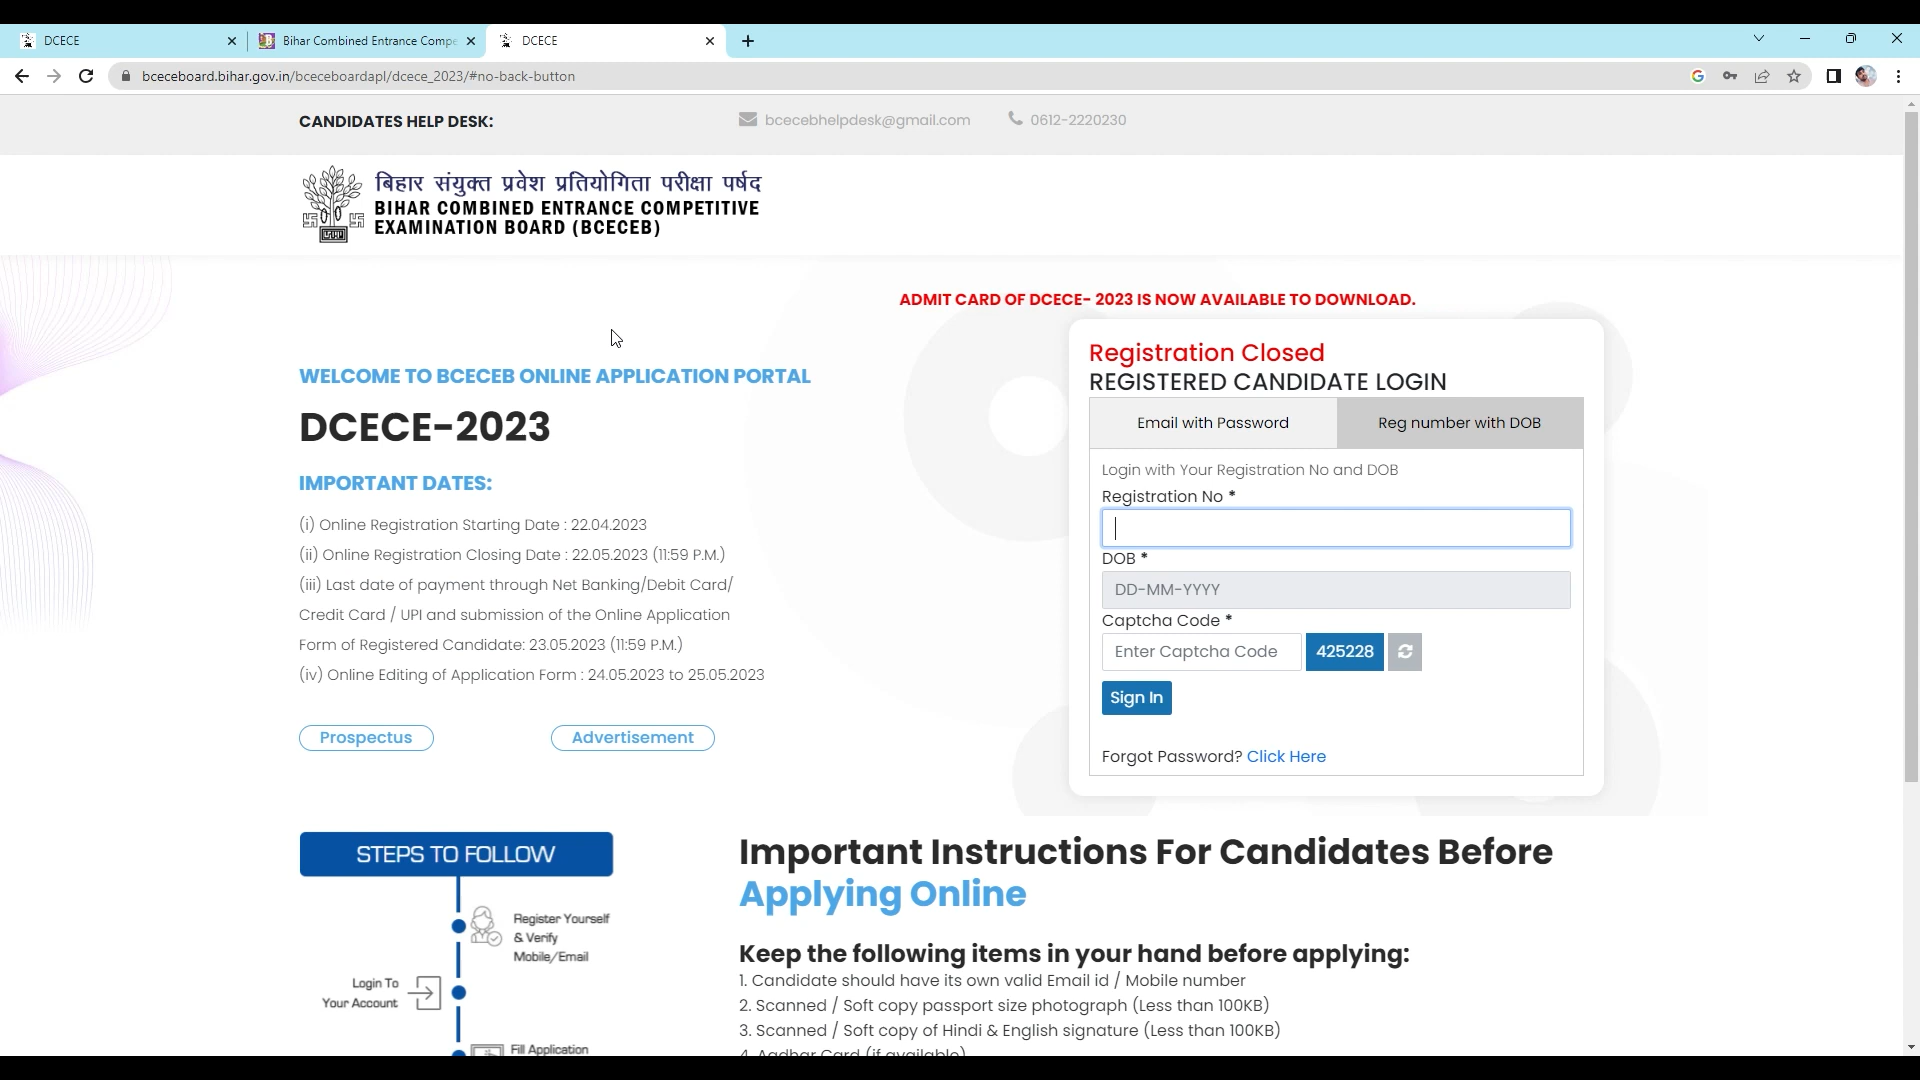 DCECE
Bihar Combined Entrance Compe
DCECE
bceceboard.bihar.gov.in/bceceboardapl/dcece_2023/#no-back-button
CANDIDATES HELP DESK:
bcecebhelpdesk@gmail.com
0612-2220230
बिहार संयुक्त प्रवेश प्रतियोगिता परीक्षा पर्षद
BIHAR COMBINED ENTRANCE COMPETITIVE
EXAMINATION BOARD (BCECEB)
ADMIT CARD OF DCECE- 2023 IS NOW AVAILABLE TO DOWNLOAD.
WELCOME TO BCECEB ONLINE APPLICATION PORTAL
DCECE-2023
IMPORTANT DATES:
(i) Online Registration Starting Date : 22.04.2023
(ii) Online Registration Closing Date : 22.05.2023 (11:59 P.M.)
(iii) Last date of payment through Net Banking/Debit Card/
Credit Card / UPI and submission of the Online Application
Form of Registered Candidate: 23.05.2023 (11:59 P.M.)
(iv) Online Editing of Application Form : 24.05.2023 to 25.05.2023
Prospectus
Advertisement
Registration Closed
REGISTERED CANDIDATE LOGIN
Email with Password
Reg number with DOB
Login with Your Registration No and DOB
Registration No *
DOB *
DD-MM-YYYY
Captcha Code *
Enter Captcha Code
425228
Sign In
Forgot Password? Click Here
STEPS TO FOLLOW
Register Yourself
& Verify
Mobile/Email
Login To
Your Account
Fill Application
Important Instructions For Candidates Before
Applying Online
Keep the following items in your hand before applying:
1. Candidate should have its own valid Email id / Mobile number
2. Scanned / Soft copy passport size photograph (Less than 100KB)
3. Scanned / Soft copy of Hindi & English signature (Less than 100KB)
4. Aadhar Card (if available)